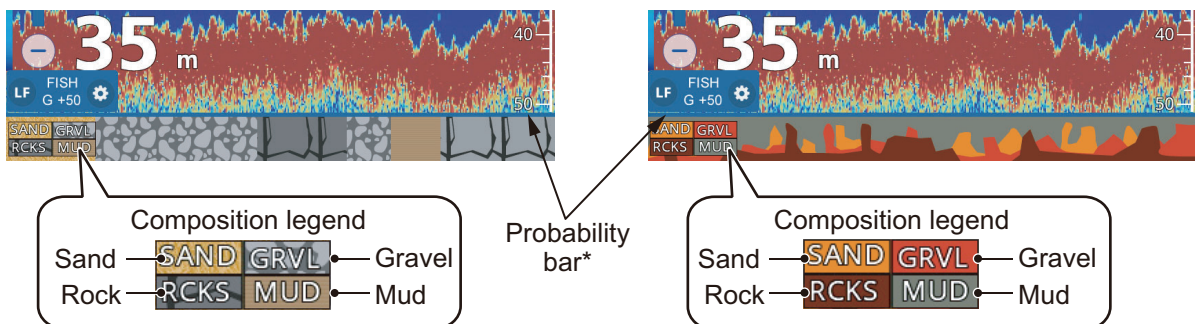 35 m
40
50
LF FISH
G +50
SAND GRVL
RCKS MUD
Composition legend
Sand SAND GRVL Gravel
Rock RCKS MUD Mud
Probability
bar*
35 m
40
50
LF FISH
G +50
SAND GRVL
RCKS MUD
Composition legend
Sand SAND GRVL Gravel
Rock RCKS MUD Mud